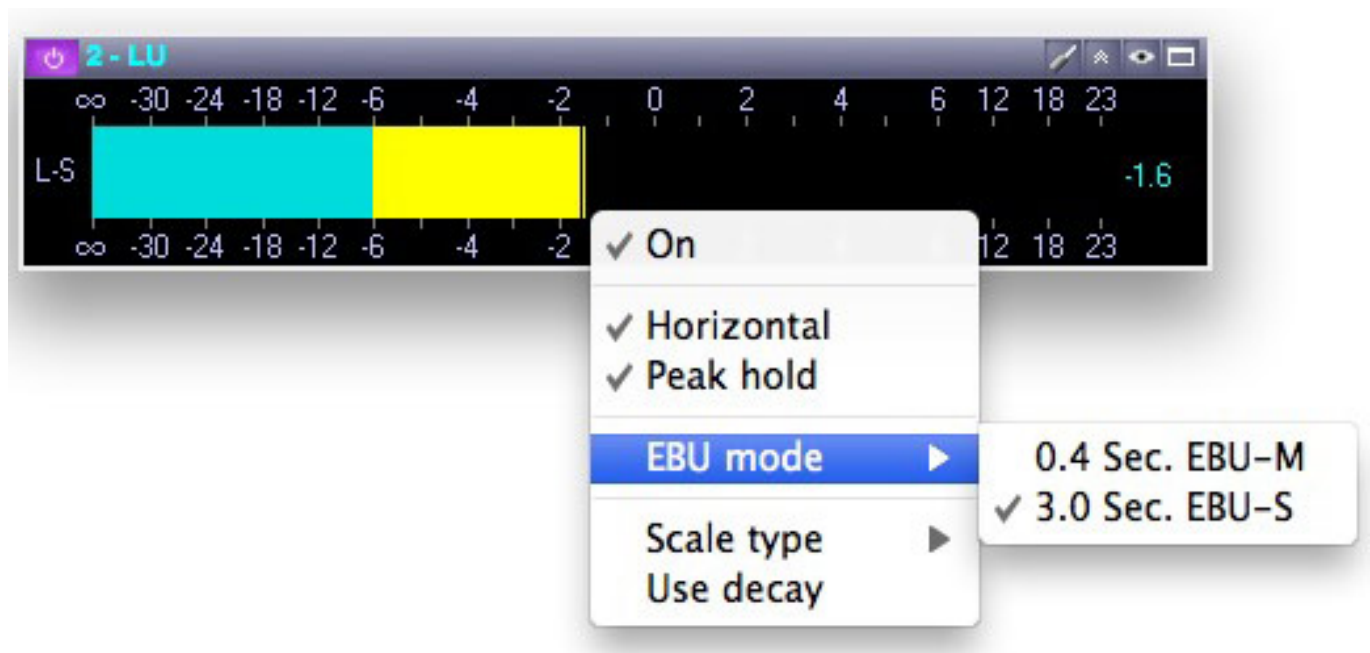 2 - LU
∞ -30 -24 -18 -12 -6 -4 -2 0 2 4 6 12 18 23
L-S -1.6
∞ -30 -24 -18 -12 -6 -4 -2 12 18 23
✓ On
✓ Horizontal
✓ Peak hold
EBU mode ▶
0.4 Sec. EBU-M
✓ 3.0 Sec. EBU-S
Scale type ▶
Use decay